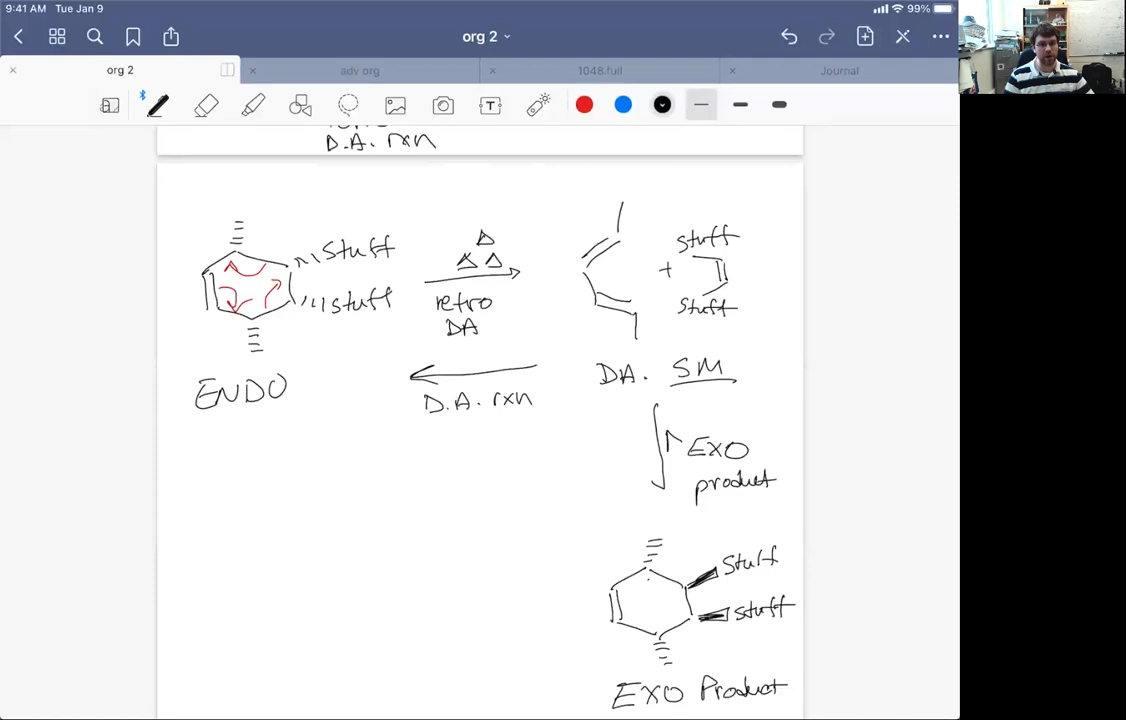 9:41 AM Tue Jan 9
99%
org 2
org 2
adv org
1048.full
Journal
T
D.A. rxn
stuff
stuff
retro
DA
+
stuff
stuff
ENDO
D.A. rxn
DA. SM
EXO
product
stuff
stuff
EXO Product